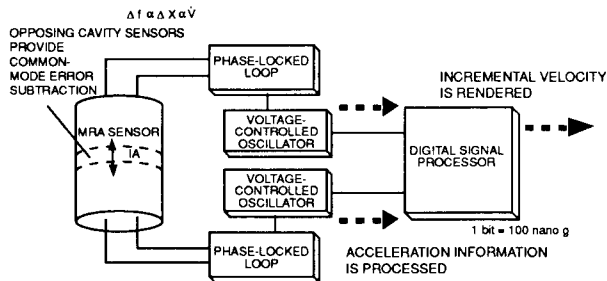 Δ f α Δ X α V̇
OPPOSING CAVITY SENSORS
PROVIDE
COMMON-
MODE ERROR
SUBTRACTION
MRA SENSOR
IA
PHASE-LOCKED
LOOP
VOLTAGE-
CONTROLLED
OSCILLATOR
VOLTAGE-
CONTROLLED
OSCILLATOR
PHASE-LOCKED
LOOP
INCREMENTAL VELOCITY
IS RENDERED
DIGITAL SIGNAL
PROCESSOR
1 bit = 100 nano g
ACCELERATION INFORMATION
IS PROCESSED